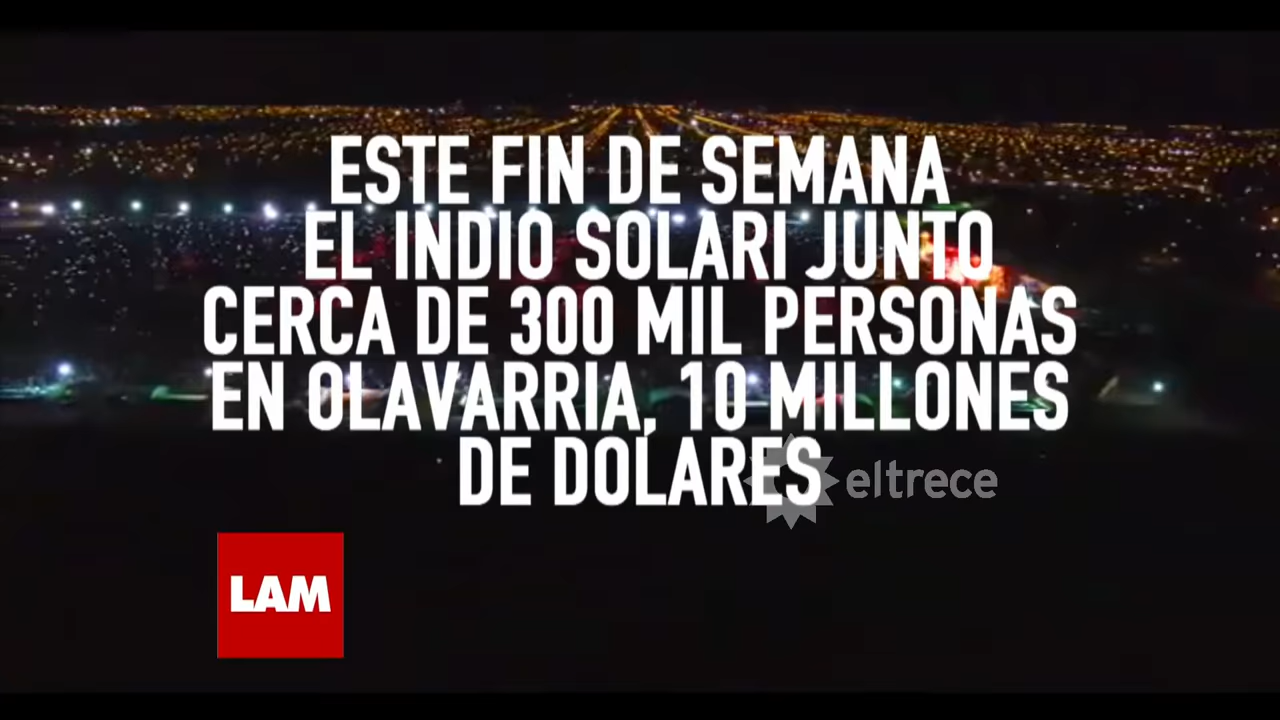 ESTE FIN DE SEMANA
EL INDIO SOLARI JUNTO
CERCA DE 300 MIL PERSONAS
EN OLAVARRIA, 10 MILLONES
DE DOLARES
eltrece
LAM